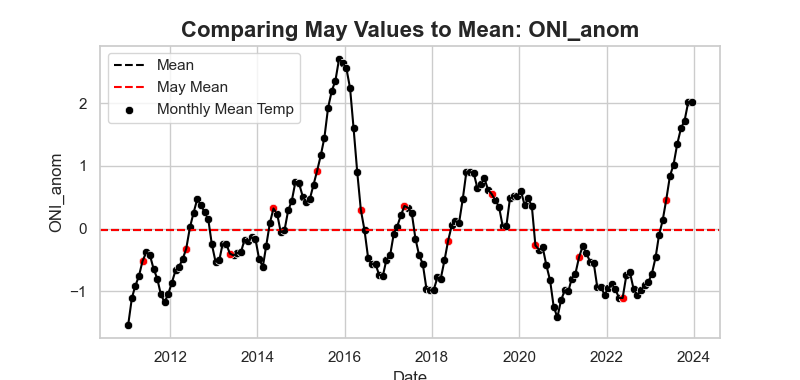 Comparing May Values to Mean: ONI_anom
Mean
May Mean
Monthly Mean Temp
ONI_anom
2
1
0
−1
2012 2014 2016 2018 2020 2022 2024
Date